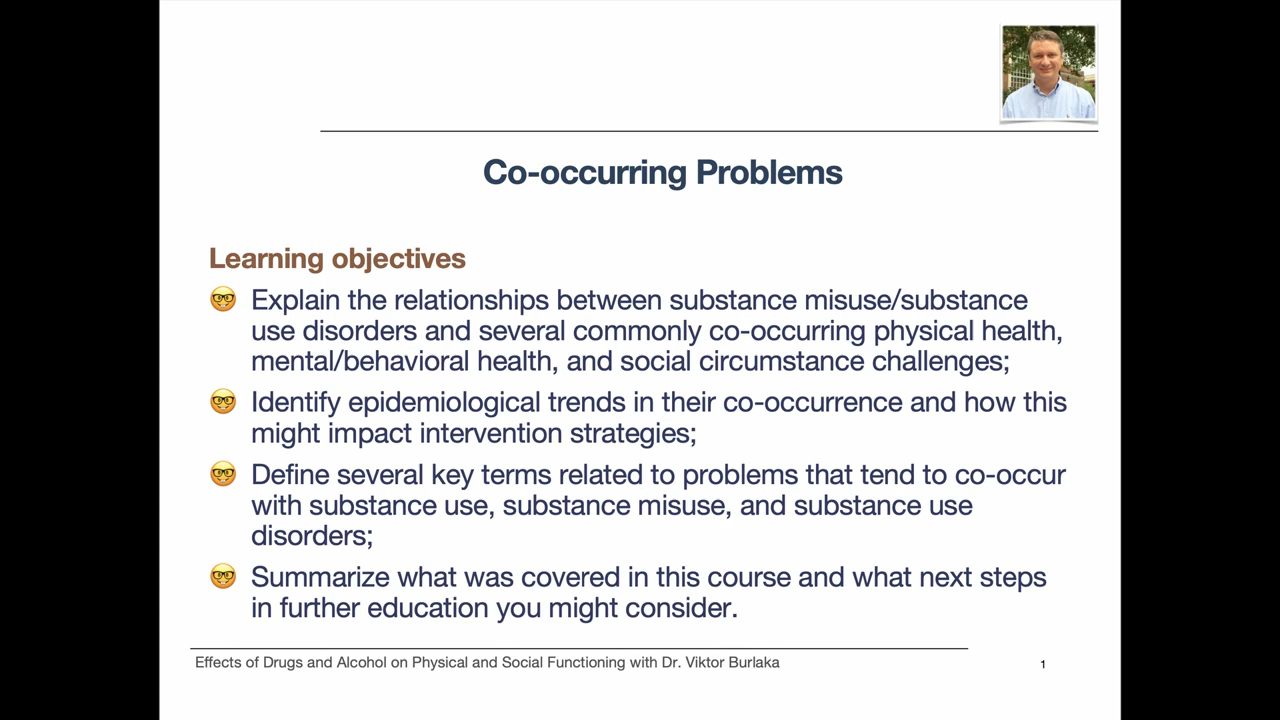 Co-occurring Problems
Learning objectives
Explain the relationships between substance misuse/substance
use disorders and several commonly co-occurring physical health,
mental/behavioral health, and social circumstance challenges;
Identify epidemiological trends in their co-occurrence and how this
might impact intervention strategies;
Define several key terms related to problems that tend to co-occur
with substance use, substance misuse, and substance use
disorders;
Summarize what was covered in this course and what next steps
in further education you might consider.
Effects of Drugs and Alcohol on Physical and Social Functioning with Dr. Viktor Burlaka
1